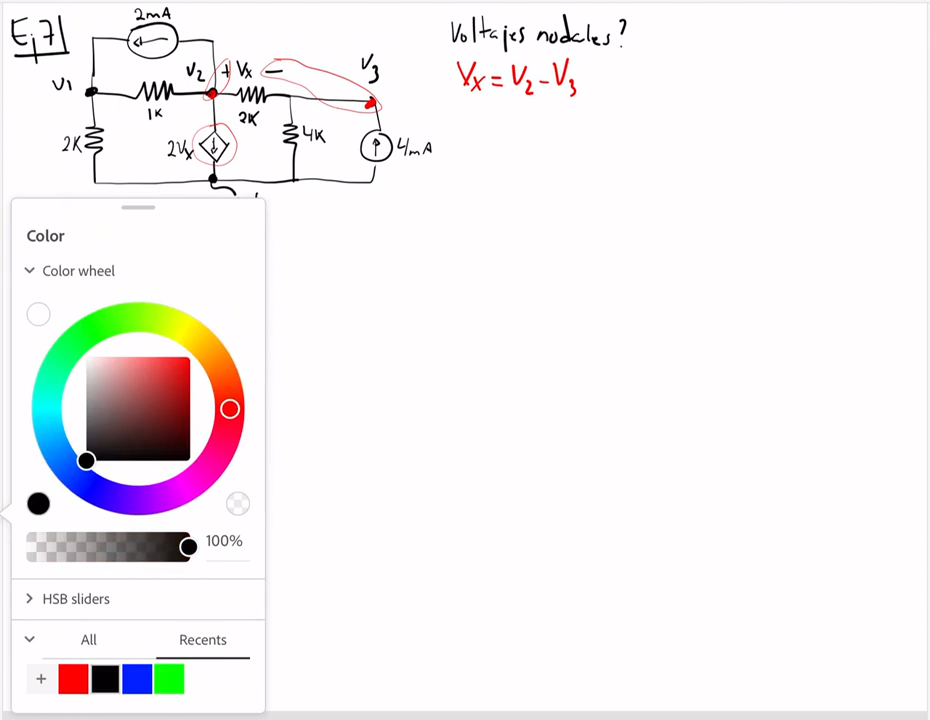 Ej7
2mA
Voltajes nodales?
Vx = V2 - V3
V1
V2
+ Vx -
V3
1K
2K
2K
2Vx
4K
4mA
Color
Color wheel
100%
HSB sliders
All
Recents
+